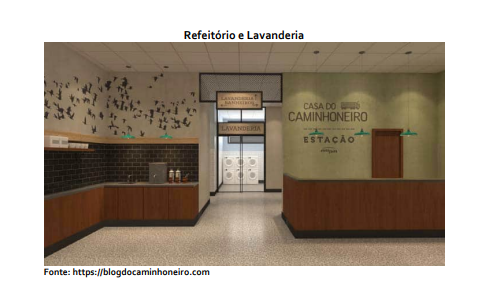 Refeitório e Lavanderia
LAVANDERIA
CASA DO
CAMINHONEIRO
ESTAÇÃO
Fonte: https://blogdocaminhoneiro.com